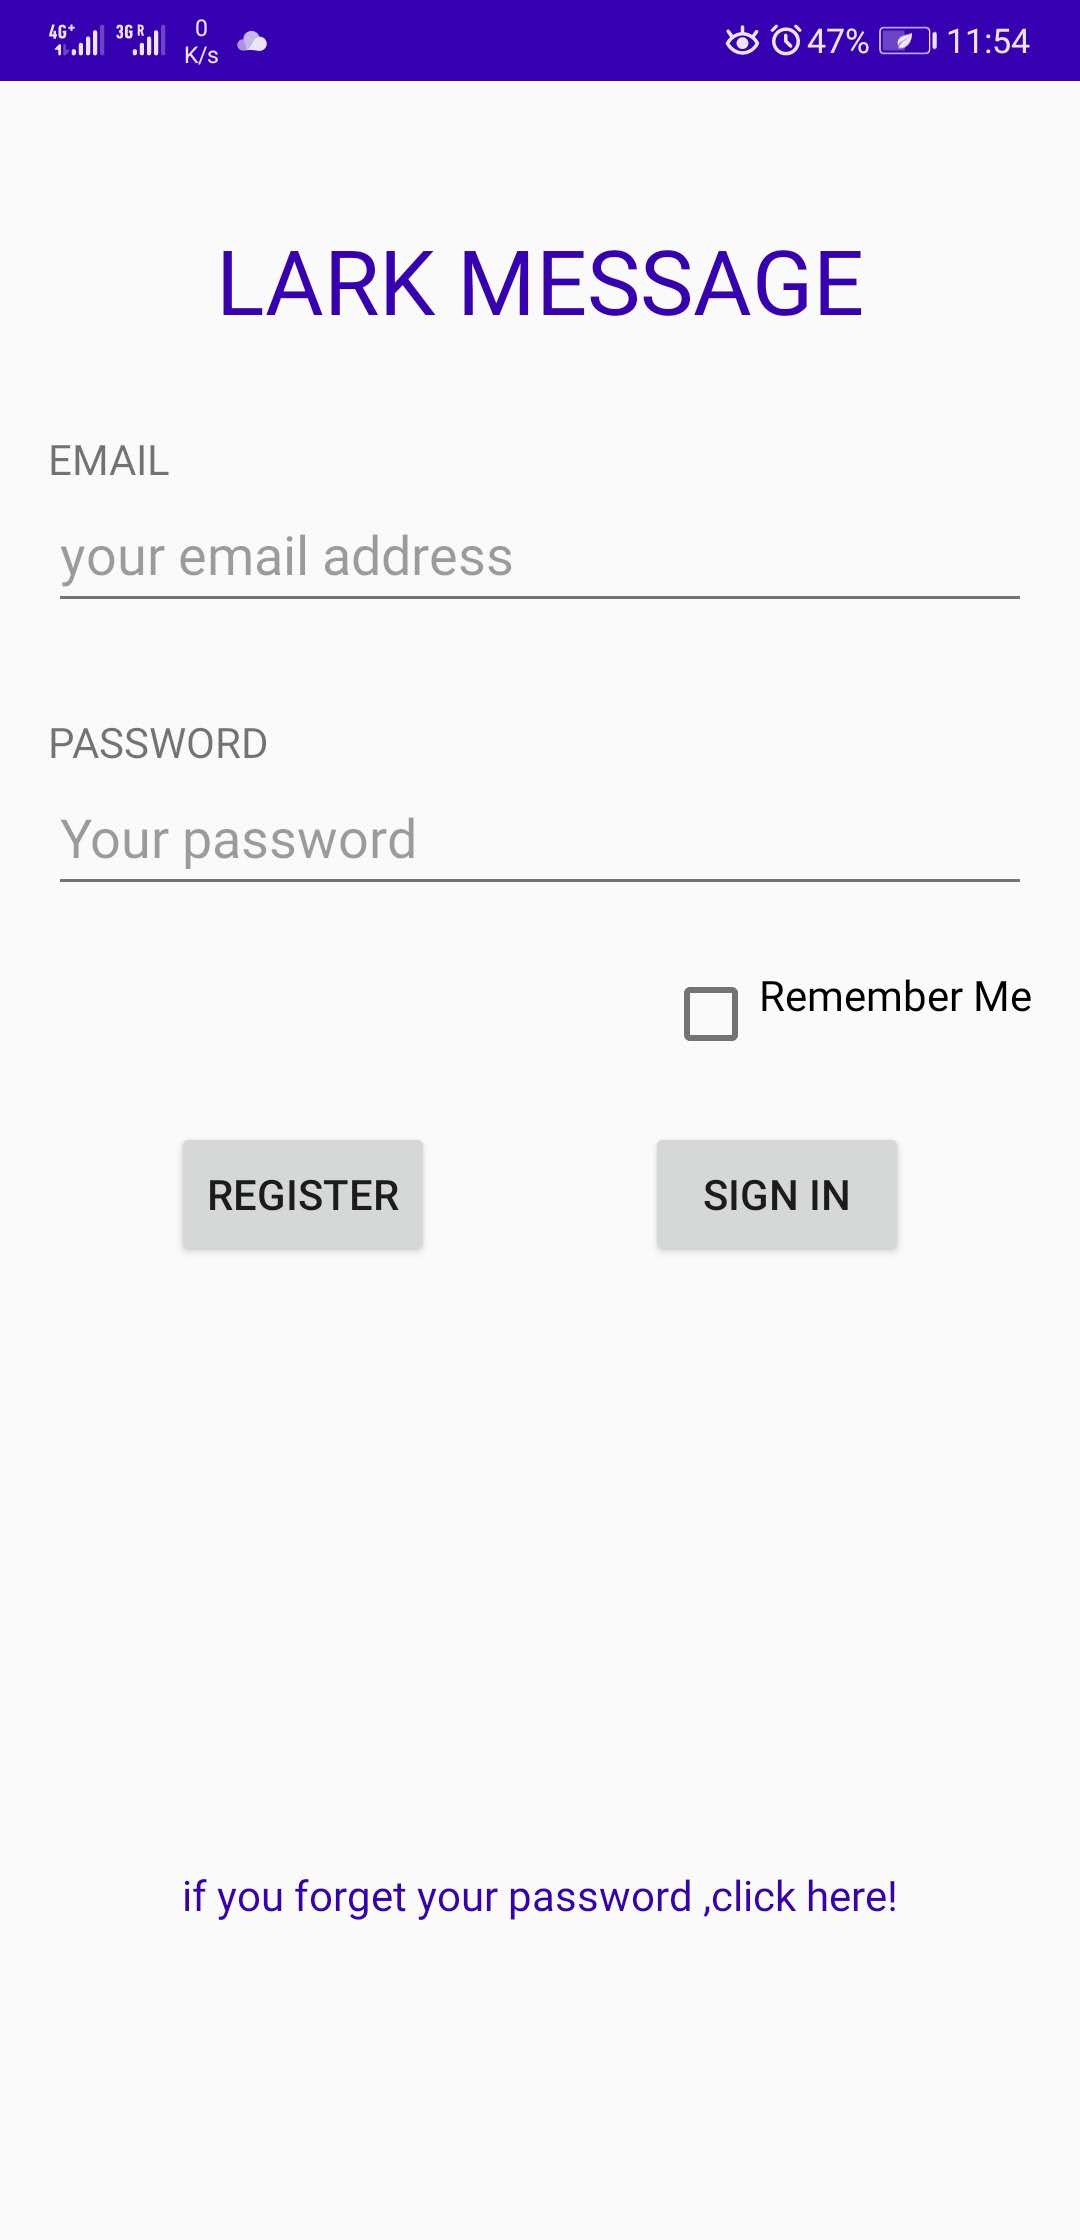 4G+ 1 3G R 0 K/s 47% 11:54
LARK MESSAGE
EMAIL
your email address
PASSWORD
Your password
Remember Me
REGISTER SIGN IN
if you forget your password ,click here!